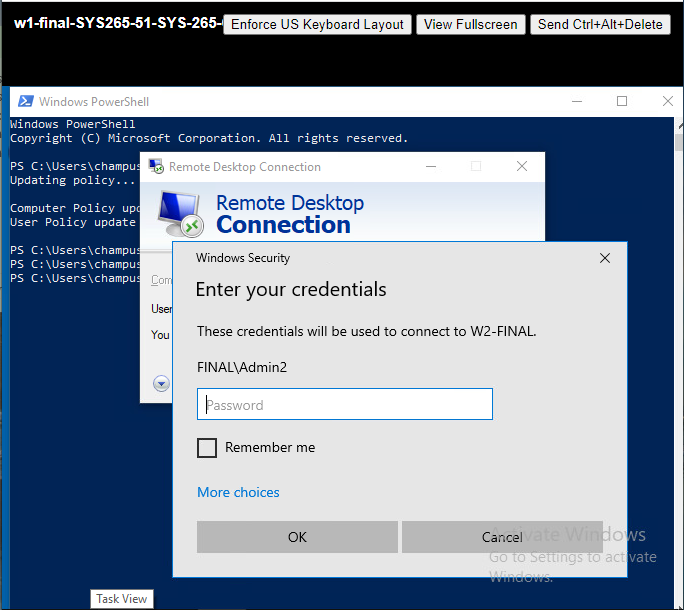 w1-final-SYS265-51-SYS-265-
Enforce US Keyboard Layout
View Fullscreen
Send Ctrl+Alt+Delete
Windows PowerShell
Windows PowerShell
Copyright (C) Microsoft Corporation. All rights reserved.
PS C:\Users\champus
Updating policy...
Computer Policy upd
User Policy update
PS C:\Users\champus
PS C:\Users\champus
PS C:\Users\champus
Remote Desktop Connection
Remote Desktop
Connection
Com
User
You
Windows Security
Enter your credentials
These credentials will be used to connect to W2-FINAL.
FINAL\Admin2
Password
Remember me
More choices
OK
Cancel
Activate Windows
Go to Settings to activate
Windows.
Task View